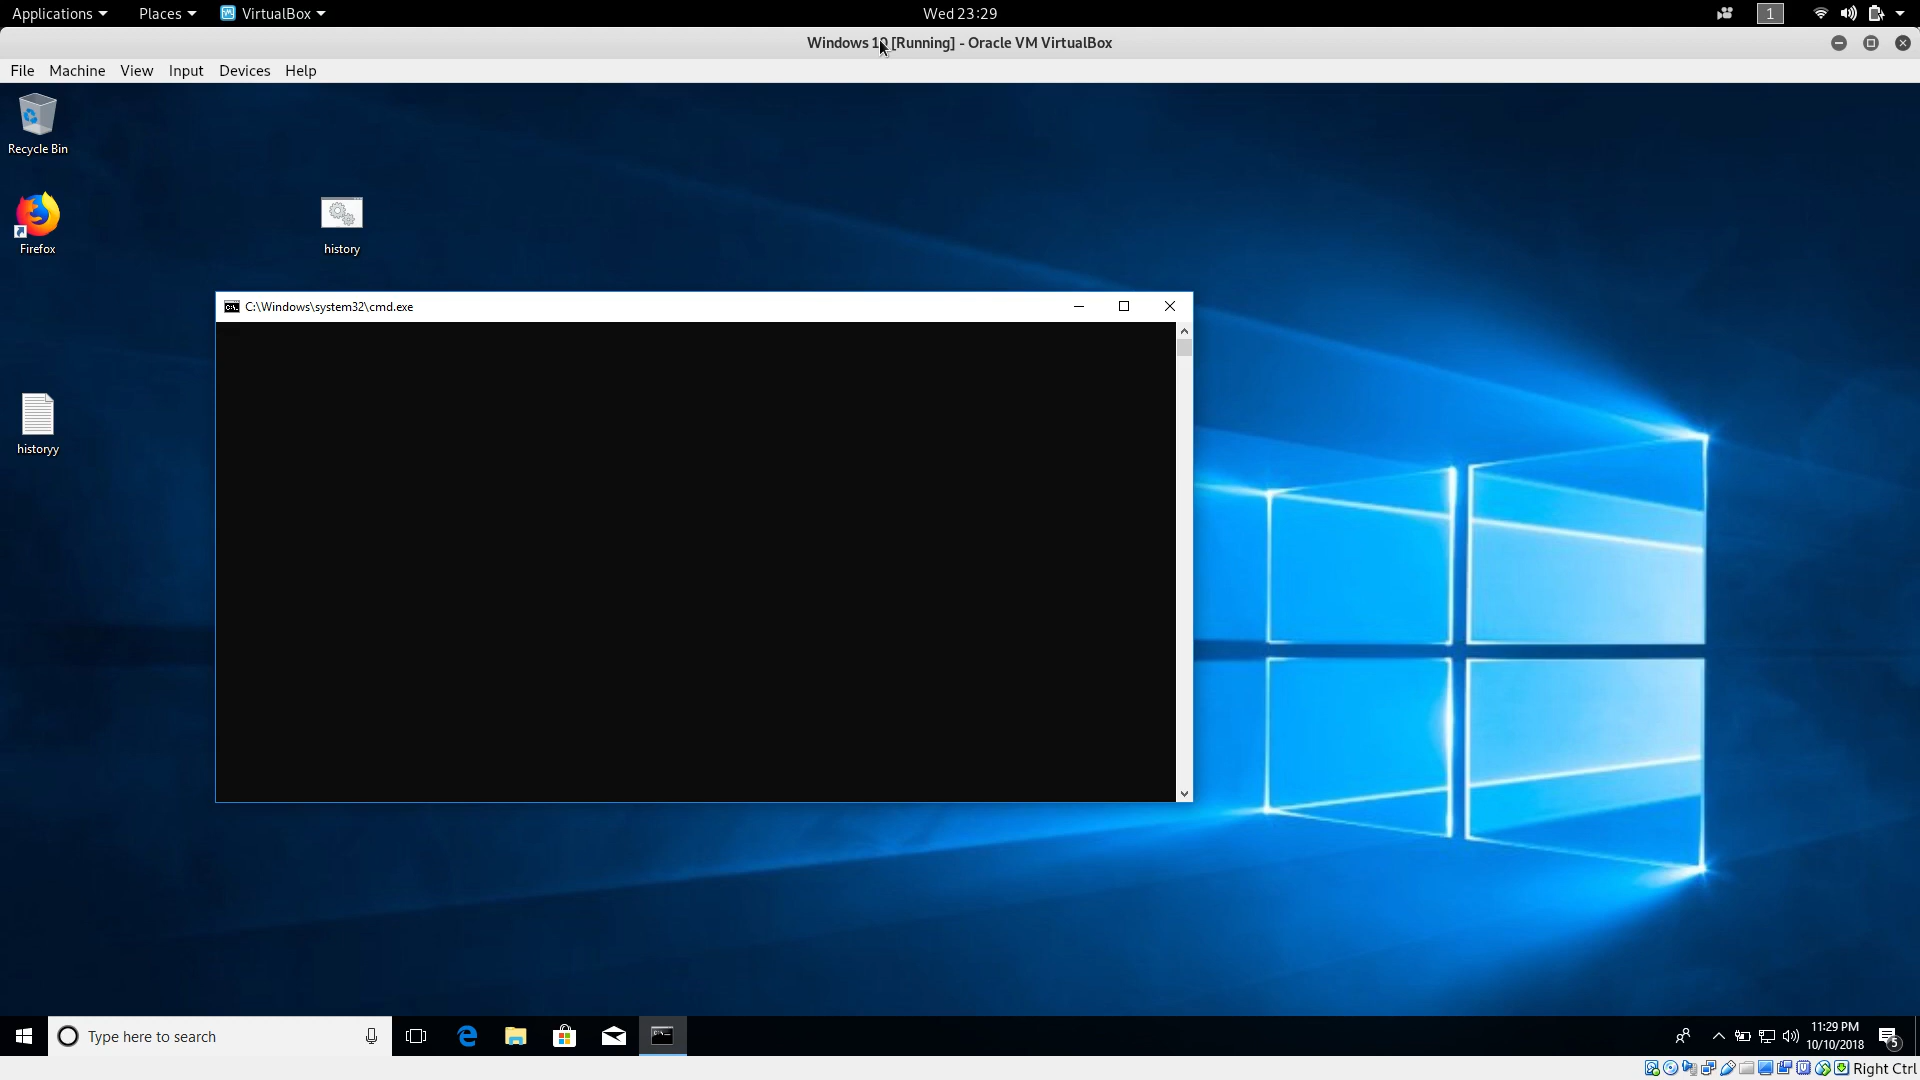 Applications Places VirtualBox Wed 23:29 1
Windows 10 [Running] - Oracle VM VirtualBox
File Machine View Input Devices Help
Recycle Bin
Firefox
history
C:\Windows\system32\cmd.exe
historyy
Type here to search
11:29 PM
10/10/2018
5
Right Ctrl